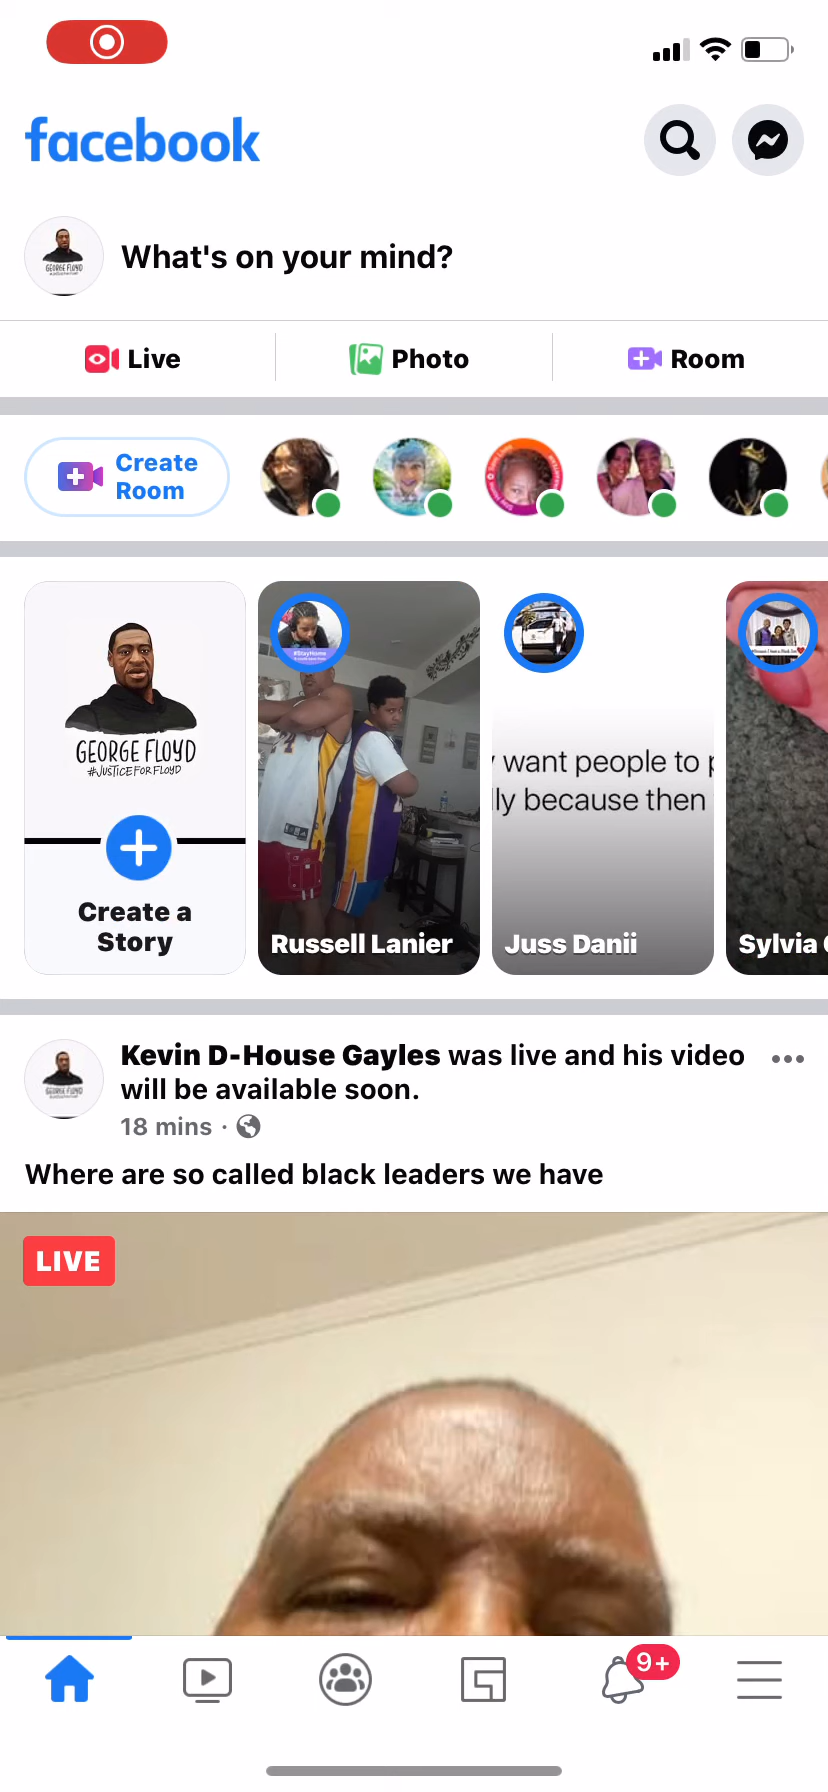 facebook
What's on your mind?
Live
Photo
Room
Create
Room
GEORGE FLOYD
#JUSTICEFORFLOYD
Create a
Story
#StayHome
Russell Lanier
want people to
ly because then
Juss Danii
Sylvia
Kevin D-House Gayles was live and his video
will be available soon.
18 mins ·
Where are so called black leaders we have
LIVE
9+